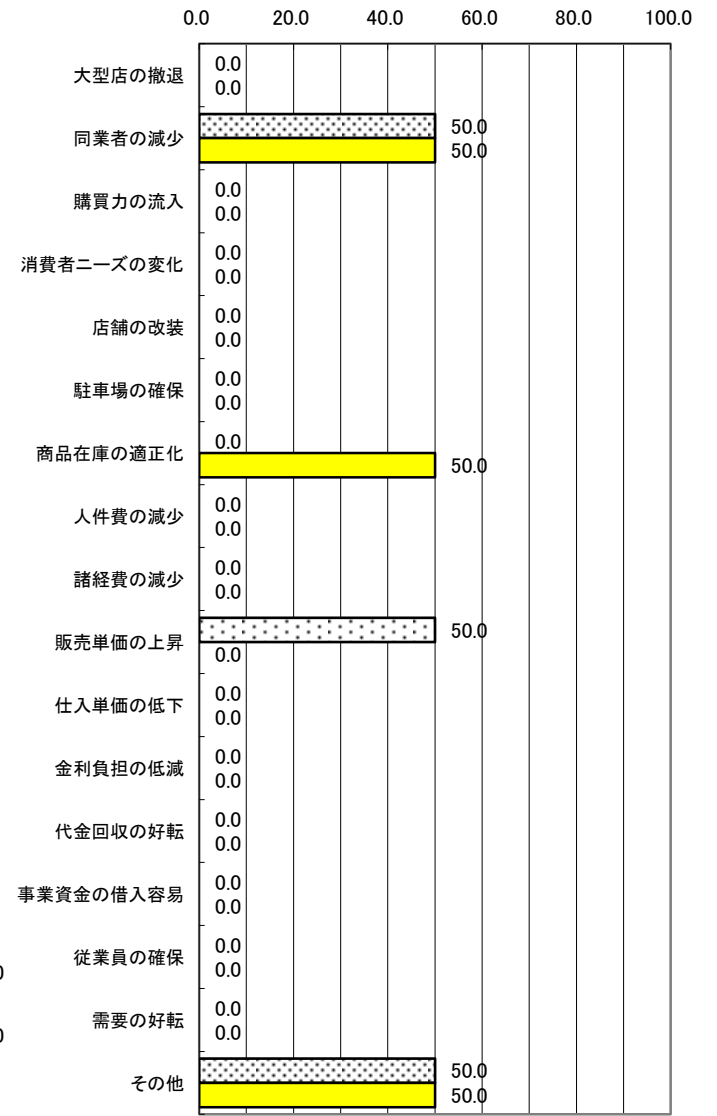 0.0 20.0 40.0 60.0 80.0 100.0
大型店の撤退 0.0
0.0
同業者の減少 50.0
50.0
購買力の流入 0.0
0.0
消費者ニーズの変化 0.0
0.0
店舗の改装 0.0
0.0
駐車場の確保 0.0
0.0
商品在庫の適正化 0.0
50.0
人件費の減少 0.0
0.0
諸経費の減少 0.0
0.0
販売単価の上昇 50.0
0.0
仕入単価の低下 0.0
0.0
金利負担の低減 0.0
0.0
代金回収の好転 0.0
0.0
事業資金の借入容易 0.0
0.0
従業員の確保 0.0
0.0
需要の好転 0.0
0.0
その他 50.0
50.0